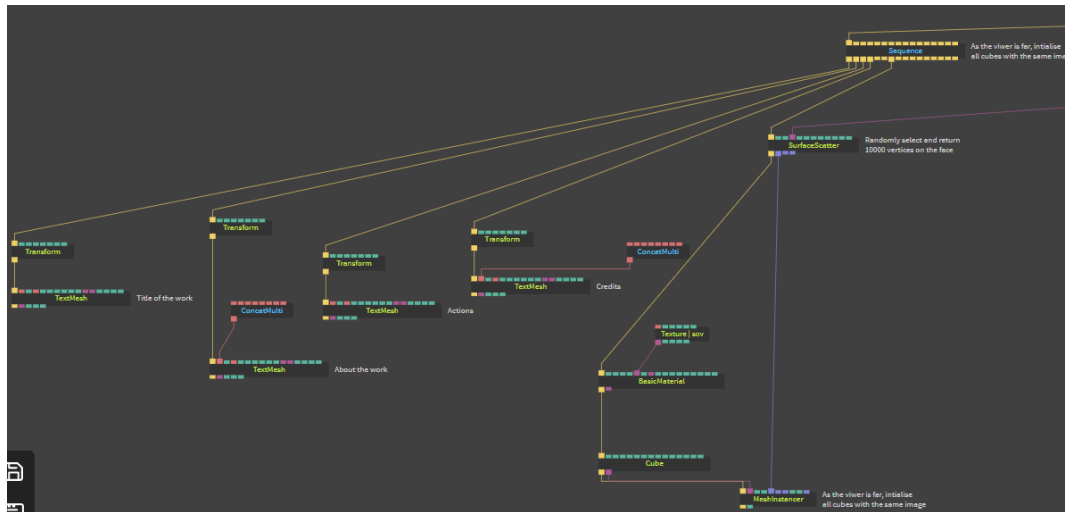 Sequence
As the viwer is far, intialise
all cubes with the same ima
SurfaceScatter
Randomly select and return
10000 vertices on the face
Transform
Transform
Transform
Transform
ConcatMulti
TextMesh
Credits
TextMesh
Title of the work
ConcatMulti
TextMesh
Actions
Texture | sov
TextMesh
About the work
BasicMaterial
Cube
MeshInstancer
As the viwer is far, intialise
all cubes with the same image